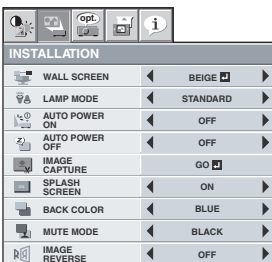 opt.
i
INSTALLATION
WALL SCREEN BEIGE
LAMP MODE STANDARD
AUTO POWER
ON
OFF
AUTO POWER
OFF
OFF
IMAGE
CAPTURE
GO
SPLASH
SCREEN
ON
BACK COLOR BLUE
MUTE MODE BLACK
IMAGE
REVERSE
OFF